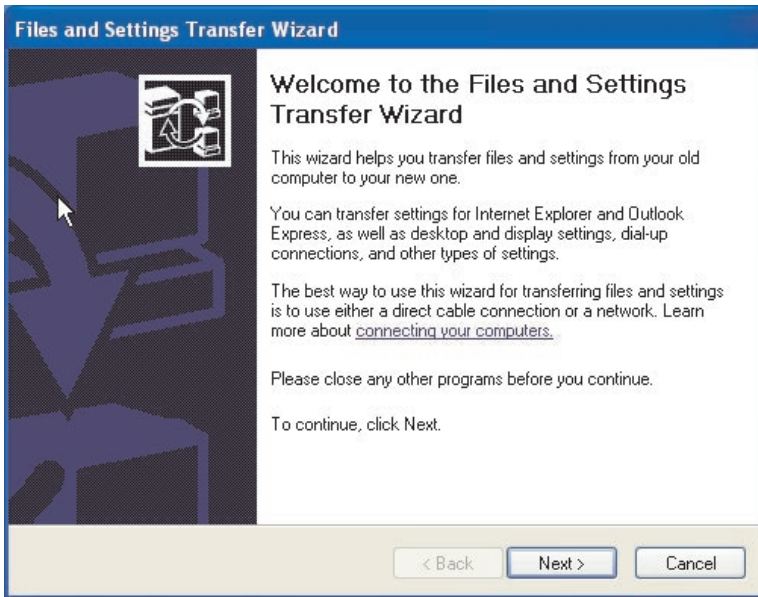 Files and Settings Transfer Wizard
Welcome to the Files and Settings
Transfer Wizard
This wizard helps you transfer files and settings from your old
computer to your new one.
You can transfer settings for Internet Explorer and Outlook
Express, as well as desktop and display settings, dial-up
connections, and other types of settings.
The best way to use this wizard for transferring files and settings
is to use either a direct cable connection or a network. Learn
more about connecting your computers.
Please close any other programs before you continue.
To continue, click Next.
< Back Next > Cancel